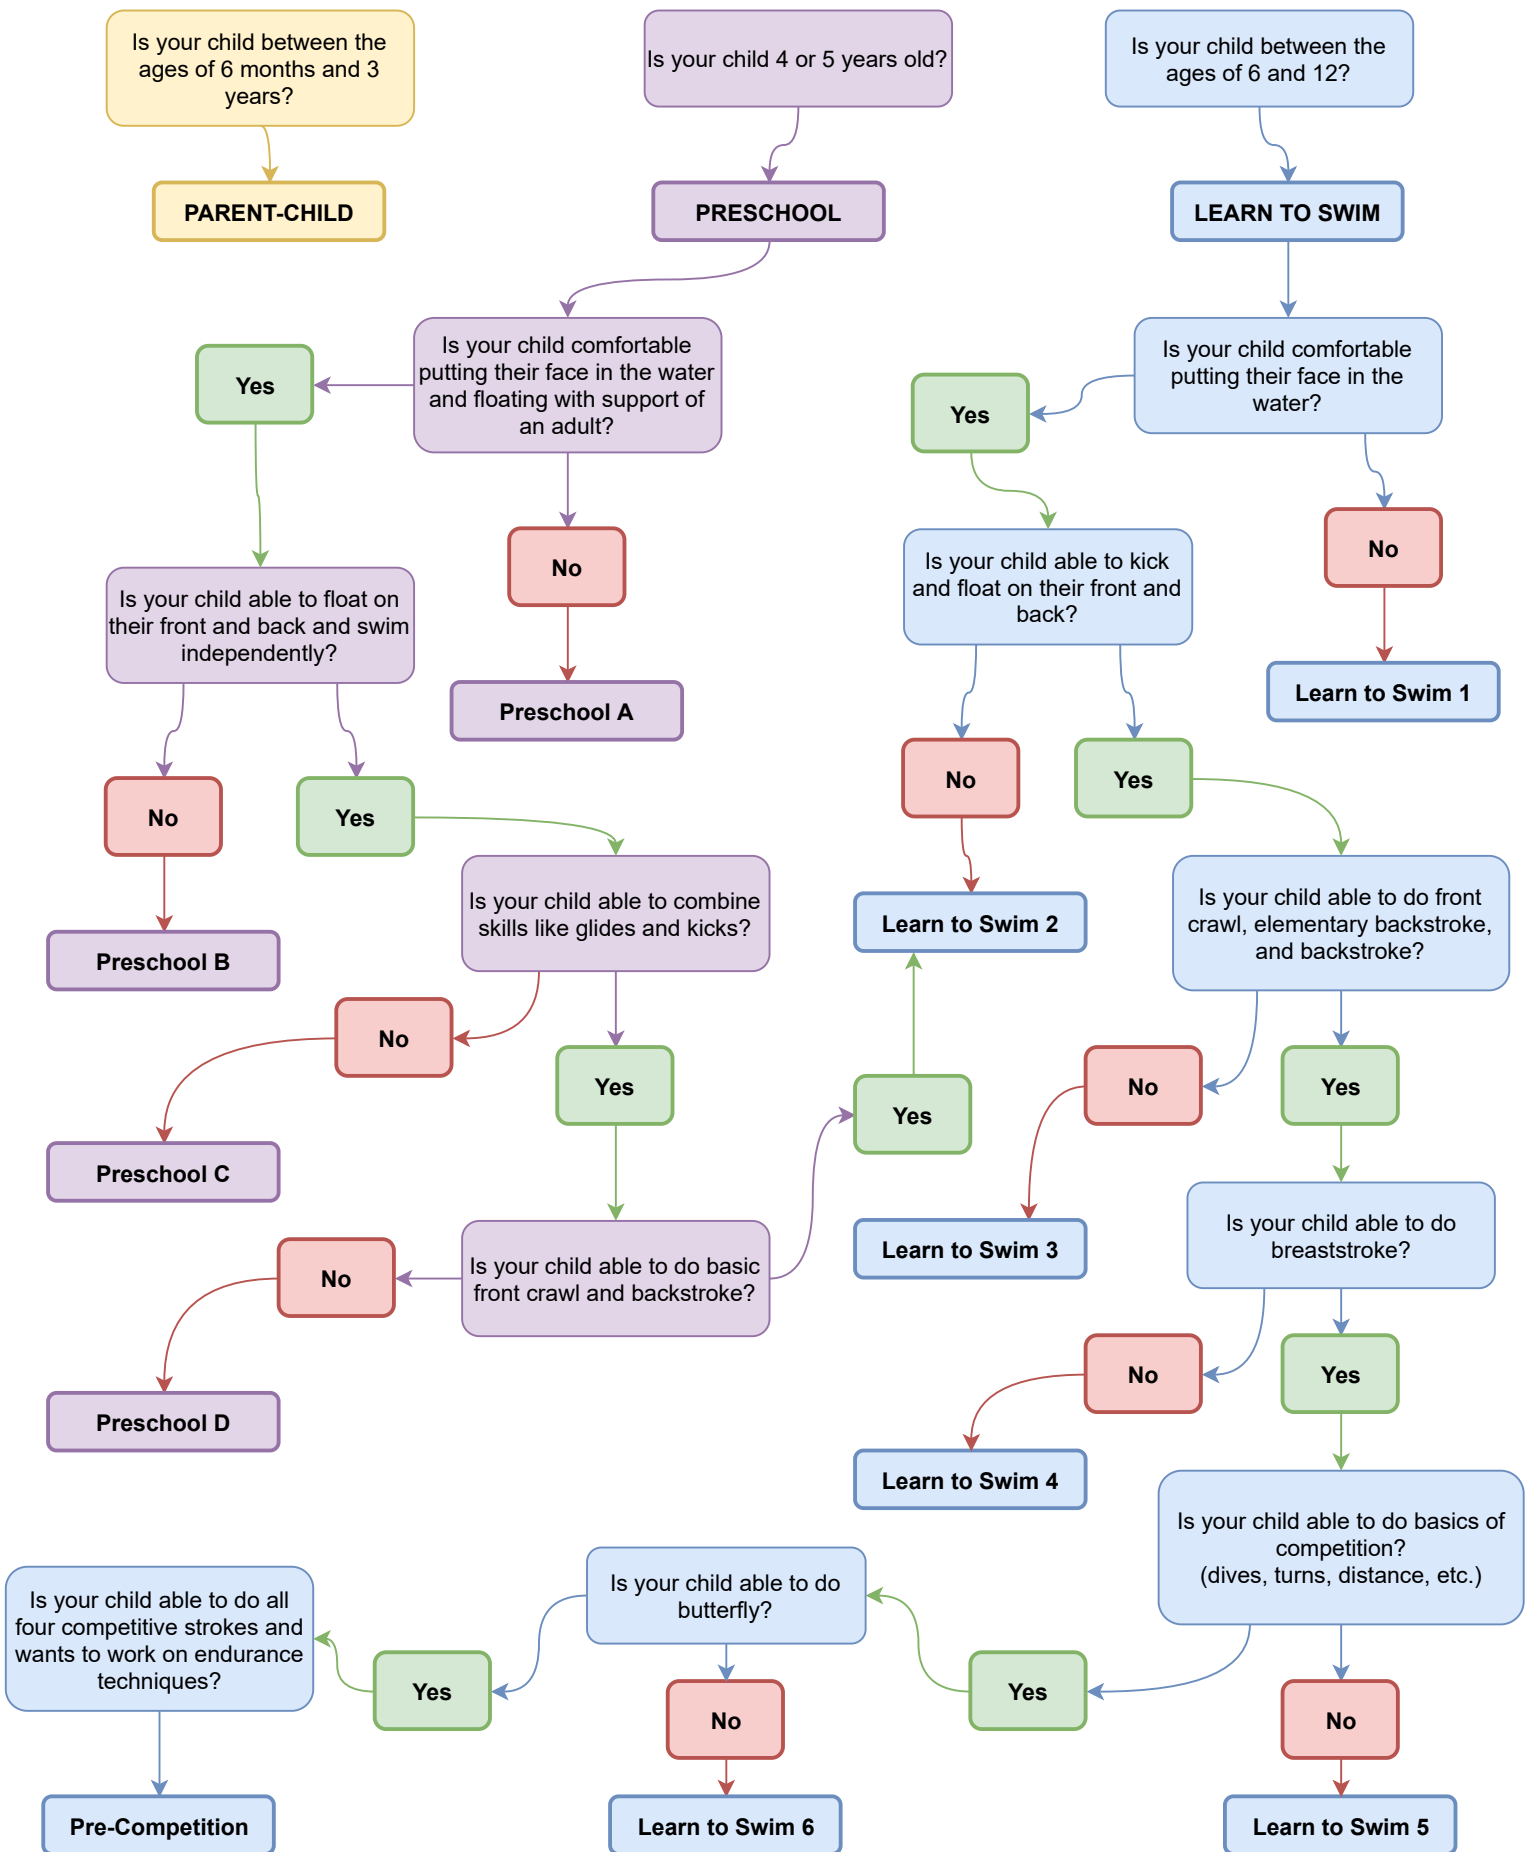 Is your child between the
ages of 6 months and 3
years?
Is your child 4 or 5 years old?
Is your child between the
ages of 6 and 12?
PARENT-CHILD
PRESCHOOL
LEARN TO SWIM
Is your child comfortable
putting their face in the water
and floating with support of
an adult?
Yes
No
Preschool A
Is your child able to float on
their front and back and swim
independently?
No
Yes
Preschool B
Is your child able to combine
skills like glides and kicks?
No
Yes
Preschool C
Is your child able to do basic
front crawl and backstroke?
No
Yes
Preschool D
Is your child comfortable
putting their face in the
water?
Yes
No
Learn to Swim 1
Is your child able to kick
and float on their front and
back?
No
Yes
Learn to Swim 2
Is your child able to do front
crawl, elementary backstroke,
and backstroke?
No
Yes
Learn to Swim 3
Is your child able to do
breaststroke?
No
Yes
Learn to Swim 4
Is your child able to do basics of
competition?
(dives, turns, distance, etc.)
Yes
No
Learn to Swim 5
Is your child able to do
butterfly?
Yes
No
Learn to Swim 6
Is your child able to do all
four competitive strokes and
wants to work on endurance
techniques?
Pre-Competition